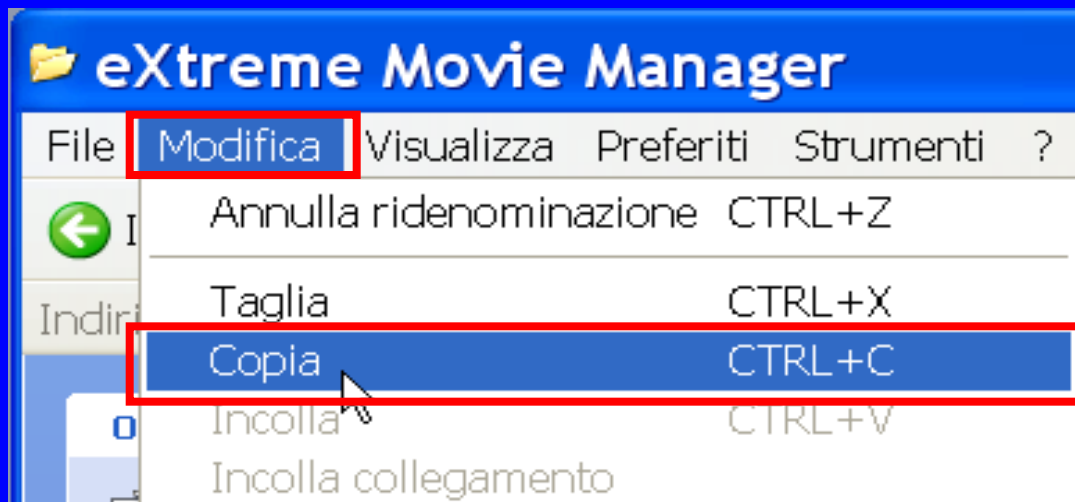 eXtreme Movie Manager
File Modifica Visualizza Preferiti Strumenti ?
Annulla ridenominazione CTRL+Z
Taglia CTRL+X
Copia CTRL+C
Incolla CTRL+V
Incolla collegamento